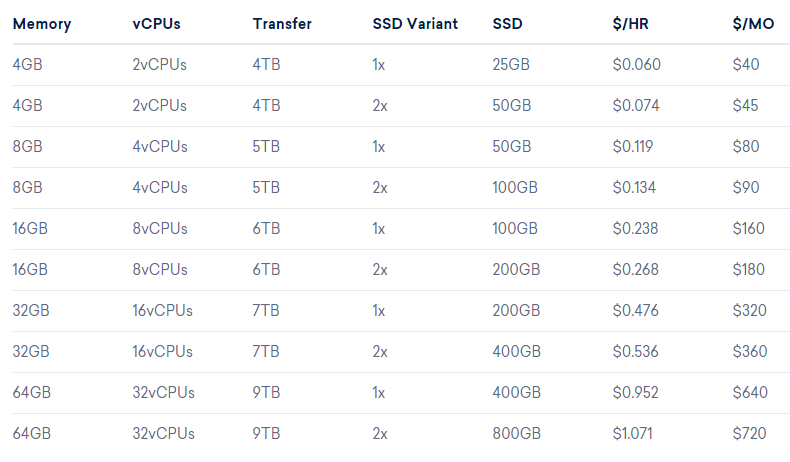 Memory vCPUs Transfer SSD Variant SSD $/HR $/MO
4GB 2vCPUs 4TB 1x 25GB $0.060 $40
4GB 2vCPUs 4TB 2x 50GB $0.074 $45
8GB 4vCPUs 5TB 1x 50GB $0.119 $80
8GB 4vCPUs 5TB 2x 100GB $0.134 $90
16GB 8vCPUs 6TB 1x 100GB $0.238 $160
16GB 8vCPUs 6TB 2x 200GB $0.268 $180
32GB 16vCPUs 7TB 1x 200GB $0.476 $320
32GB 16vCPUs 7TB 2x 400GB $0.536 $360
64GB 32vCPUs 9TB 1x 400GB $0.952 $640
64GB 32vCPUs 9TB 2x 800GB $1.071 $720